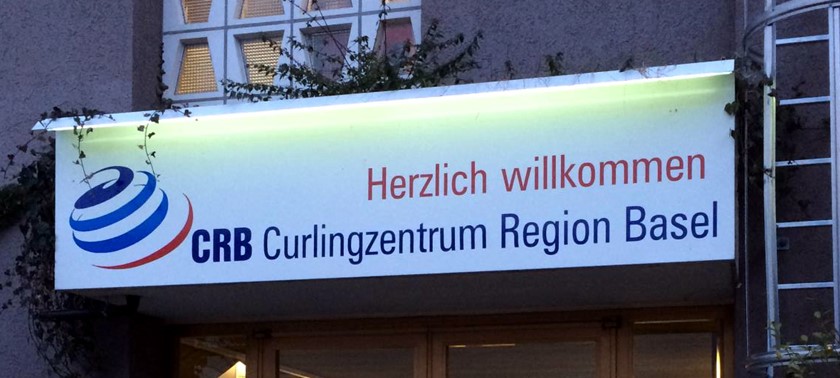 Herzlich willkommen
CRB Curlingzentrum Region Basel